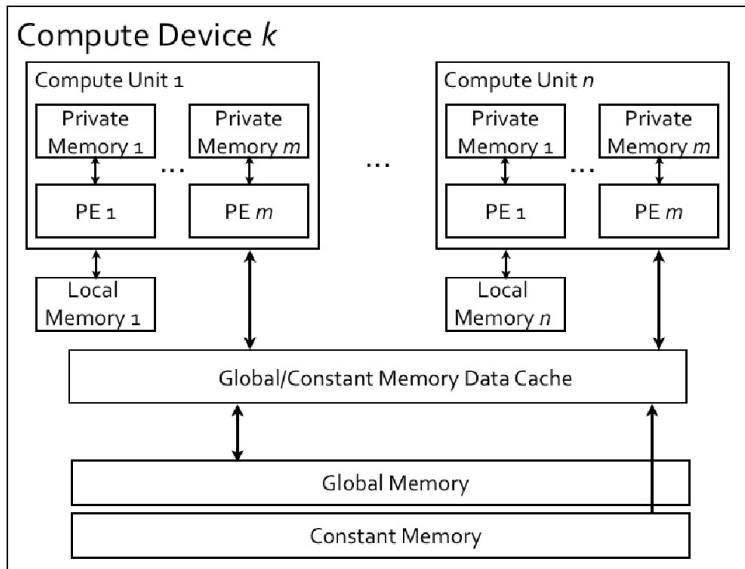 Compute Device k
Compute Unit 1
Private
Memory 1
Private
Memory m
...
PE 1
PE m
Local
Memory 1
...
Compute Unit n
Private
Memory 1
Private
Memory m
...
PE 1
PE m
Local
Memory n
Global/Constant Memory Data Cache
Global Memory
Constant Memory